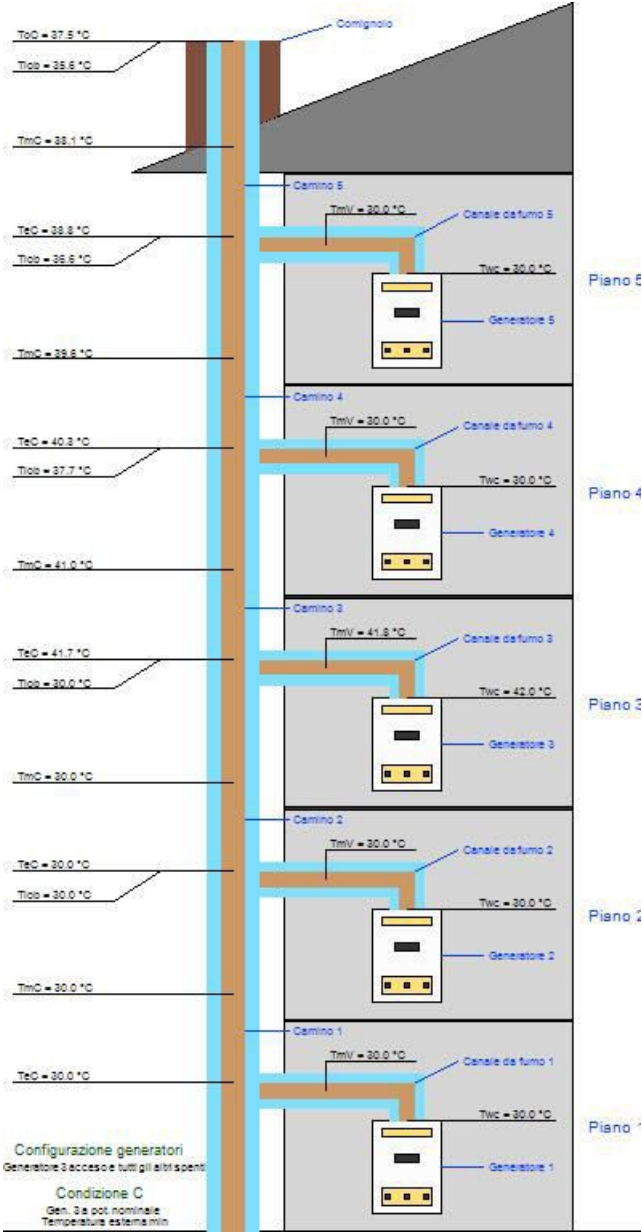 Comignolo
ToC = 37.5 °C
Tiob = 35.6 °C
TmC = 38.1 °C
Camino 5
TmV = 30.0 °C
Canale da fumo 5
TeC = 38.8 °C
Tiob = 36.6 °C
Twc = 30.0 °C
Piano 5
Generatore 5
TmC = 39.6 °C
Camino 4
TmV = 30.0 °C
Canale da fumo 4
TeC = 40.3 °C
Tiob = 37.7 °C
Twc = 30.0 °C
Piano 4
Generatore 4
TmC = 41.0 °C
Camino 3
TmV = 41.8 °C
Canale da fumo 3
TeC = 41.7 °C
Tiob = 30.0 °C
Twc = 42.0 °C
Piano 3
Generatore 3
TmC = 30.0 °C
Camino 2
TmV = 30.0 °C
Canale da fumo 2
TeC = 30.0 °C
Tiob = 30.0 °C
Twc = 30.0 °C
Piano 2
Generatore 2
TmC = 30.0 °C
Camino 1
TmV = 30.0 °C
Canale da fumo 1
TeC = 30.0 °C
Twc = 30.0 °C
Piano 1
Generatore 1
Configurazione generatori
Generatore 3 acceso e tutti gli altri spenti
Condizione C
Gen. 3 a pot. nominale
Temperatura esterna min